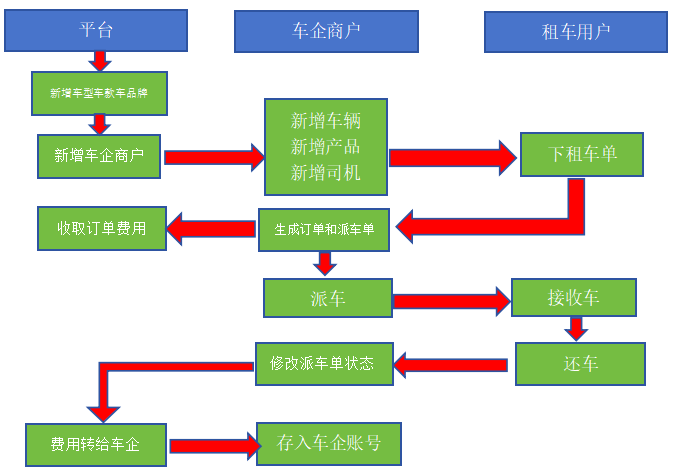 平台
车企商户
租车用户
新增车型车款车品牌
新增车企商户
新增车辆
新增产品
新增司机
下租车单
收取订单费用
生成订单和派车单
派车
接收车
修改派车单状态
还车
费用转给车企
存入车企账号